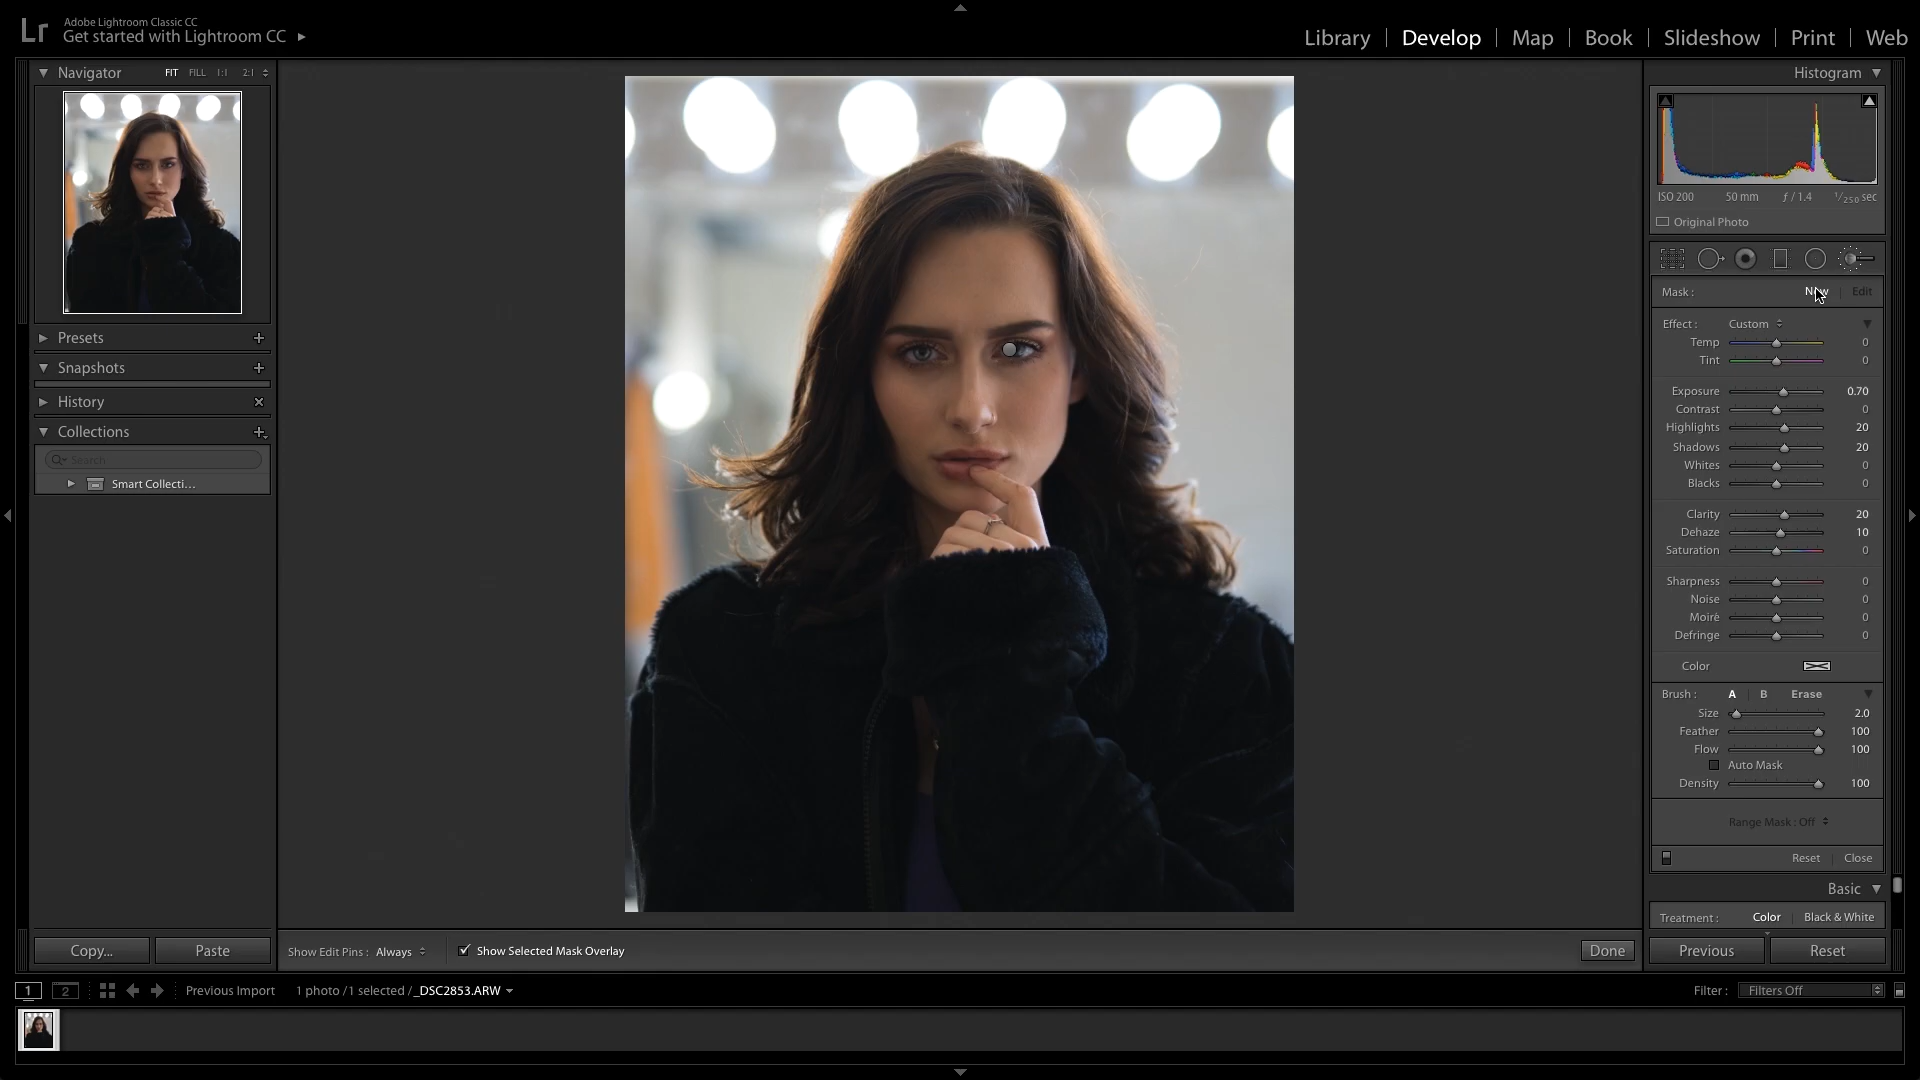 Lr
Adobe Lightroom Classic CC
Get started with Lightroom CC
Library | Develop | Map | Book | Slideshow | Print | Web
Navigator FIT FILL 1:1 2:1
Presets
Snapshots
History
Collections
Search
Smart Collecti...
Copy... Paste
Show Edit Pins : Always Show Selected Mask Overlay Done
Histogram
ISO 200 50 mm ƒ / 1.4 1/250 sec
Original Photo
Mask : New Edit
Effect : Custom
Temp 0
Tint 0
Exposure 0.70
Contrast 0
Highlights 20
Shadows 20
Whites 0
Blacks 0
Clarity 20
Dehaze 10
Saturation 0
Sharpness 0
Noise 0
Moiré 0
Defringe 0
Color
Brush : A B Erase
Size 2.0
Feather 100
Flow 100
Auto Mask
Density 100
Range Mask : Off
Reset Close
Basic
Treatment : Color Black & White
Previous Reset
1 2 Previous Import 1 photo / 1 selected / _DSC2853.ARW Filter : Filters Off